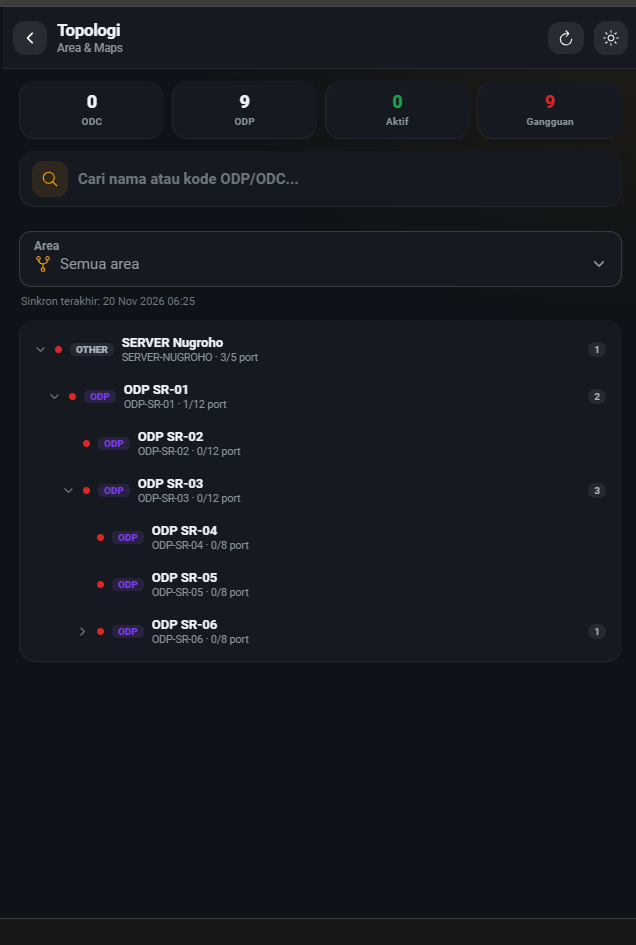 Topologi
Area & Maps
0
ODC
9
ODP
0
Aktif
9
Gangguan
Cari nama atau kode ODP/ODC...
Area
Semua area
Sinkron terakhir: 20 Nov 2026 06:25
OTHER SERVER Nugroho 1
SERVER-NUGROHO · 3/5 port
ODP ODP SR-01 2
ODP-SR-01 · 1/12 port
ODP ODP SR-02
ODP-SR-02 · 0/12 port
ODP ODP SR-03 3
ODP-SR-03 · 0/12 port
ODP ODP SR-04
ODP-SR-04 · 0/8 port
ODP ODP SR-05
ODP-SR-05 · 0/8 port
ODP ODP SR-06 1
ODP-SR-06 · 0/8 port